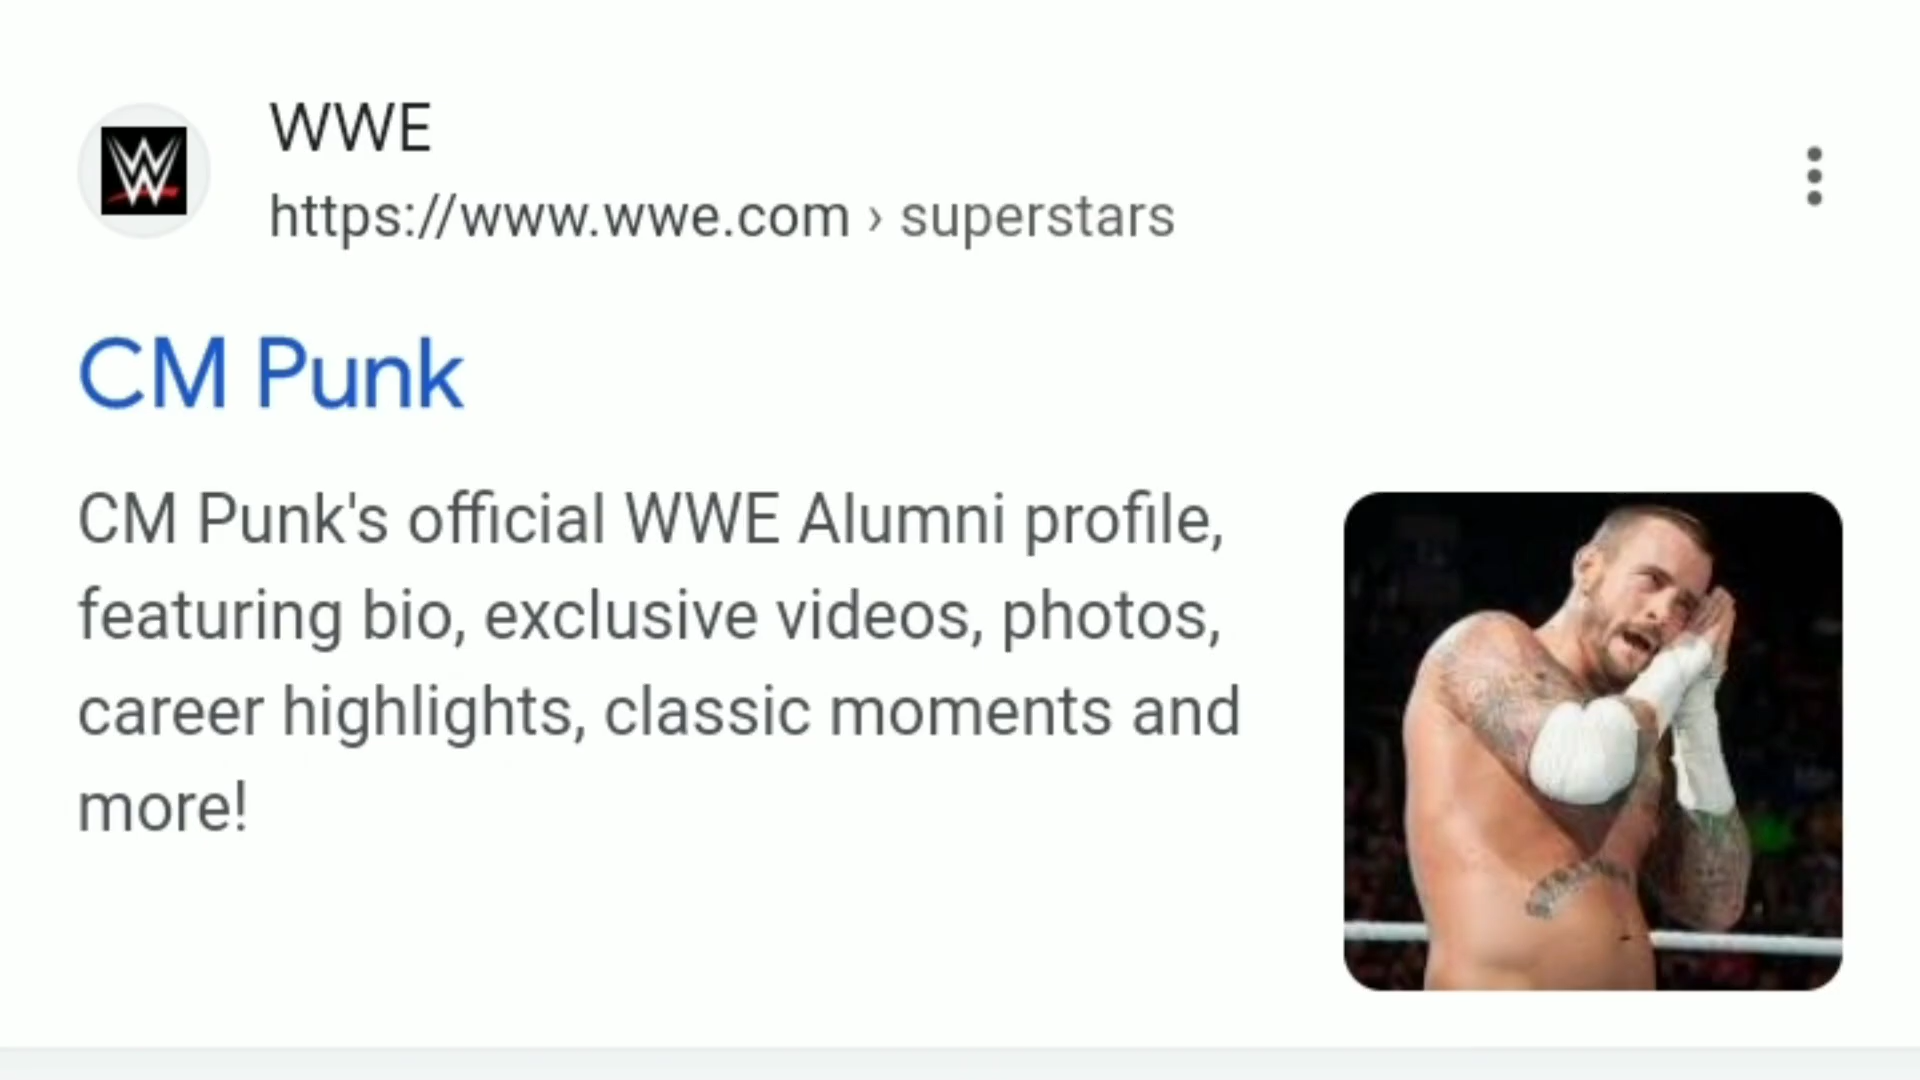 WWE
https://www.wwe.com › superstars
CM Punk
CM Punk's official WWE Alumni profile,
featuring bio, exclusive videos, photos,
career highlights, classic moments and
more!